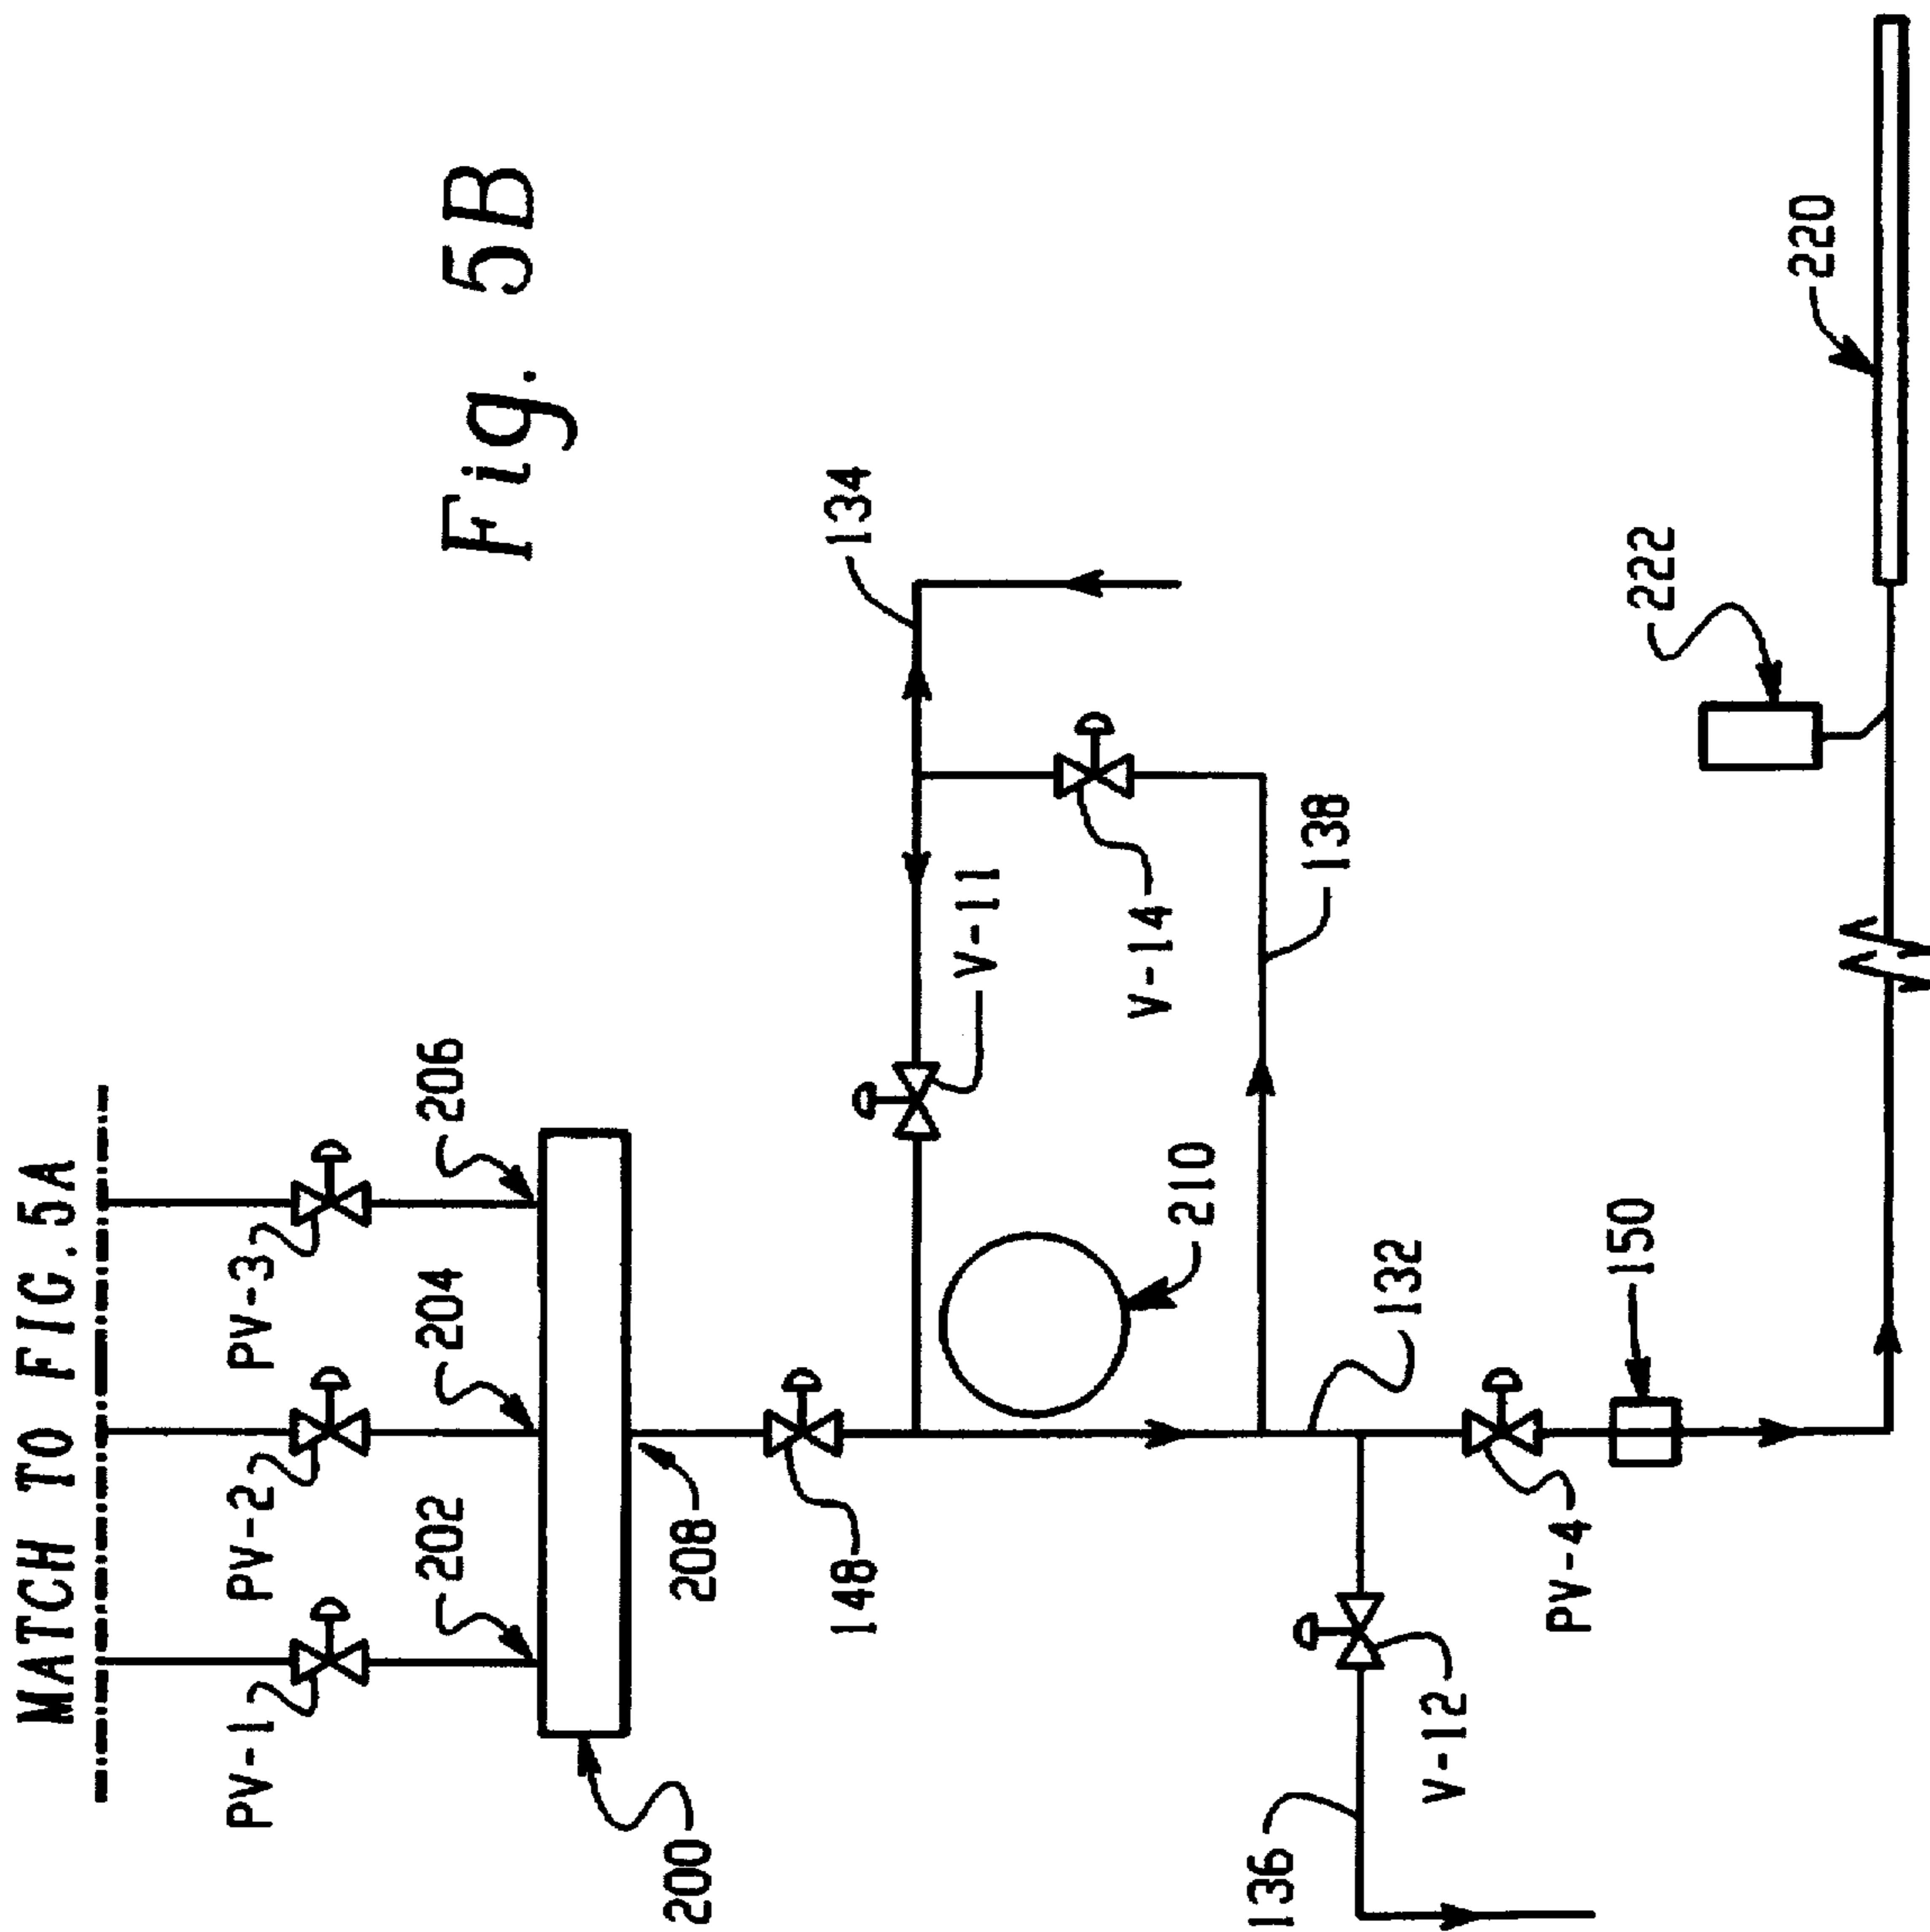 MATCH TO FIG.5A
PV-1
PV-2
PV-3
202
204
206
200
208
148
Fig. 5B
134
V-11
V-14
210
138
136
132
V-12
PV-4
150
222
220